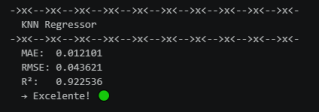 ->x<-->x<-->x<-->x<-->x<-->x<-->x<-->x<-->x<-
KNN Regressor
->x<-->x<-->x<-->x<-->x<-->x<-->x<-->x<-->x<-
MAE: 0.012101
RMSE: 0.043621
R²: 0.922536
→ Excelente! 🟢